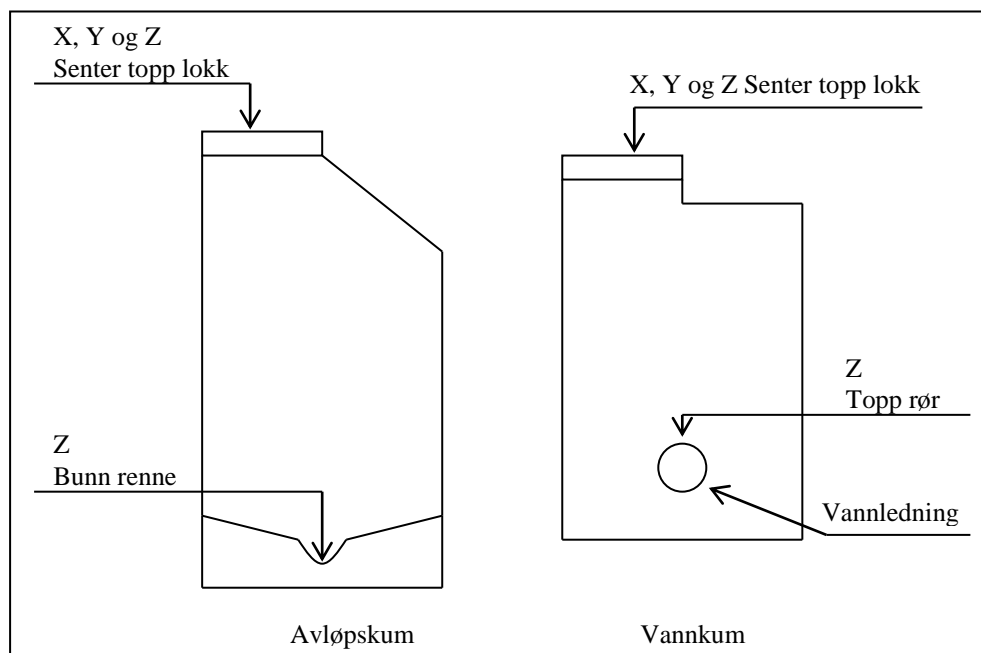 X, Y og Z
Senter topp lokk
X, Y og Z Senter topp lokk
Z
Topp rør
Z
Bunn renne
Vannledning
Avløpskum
Vannkum